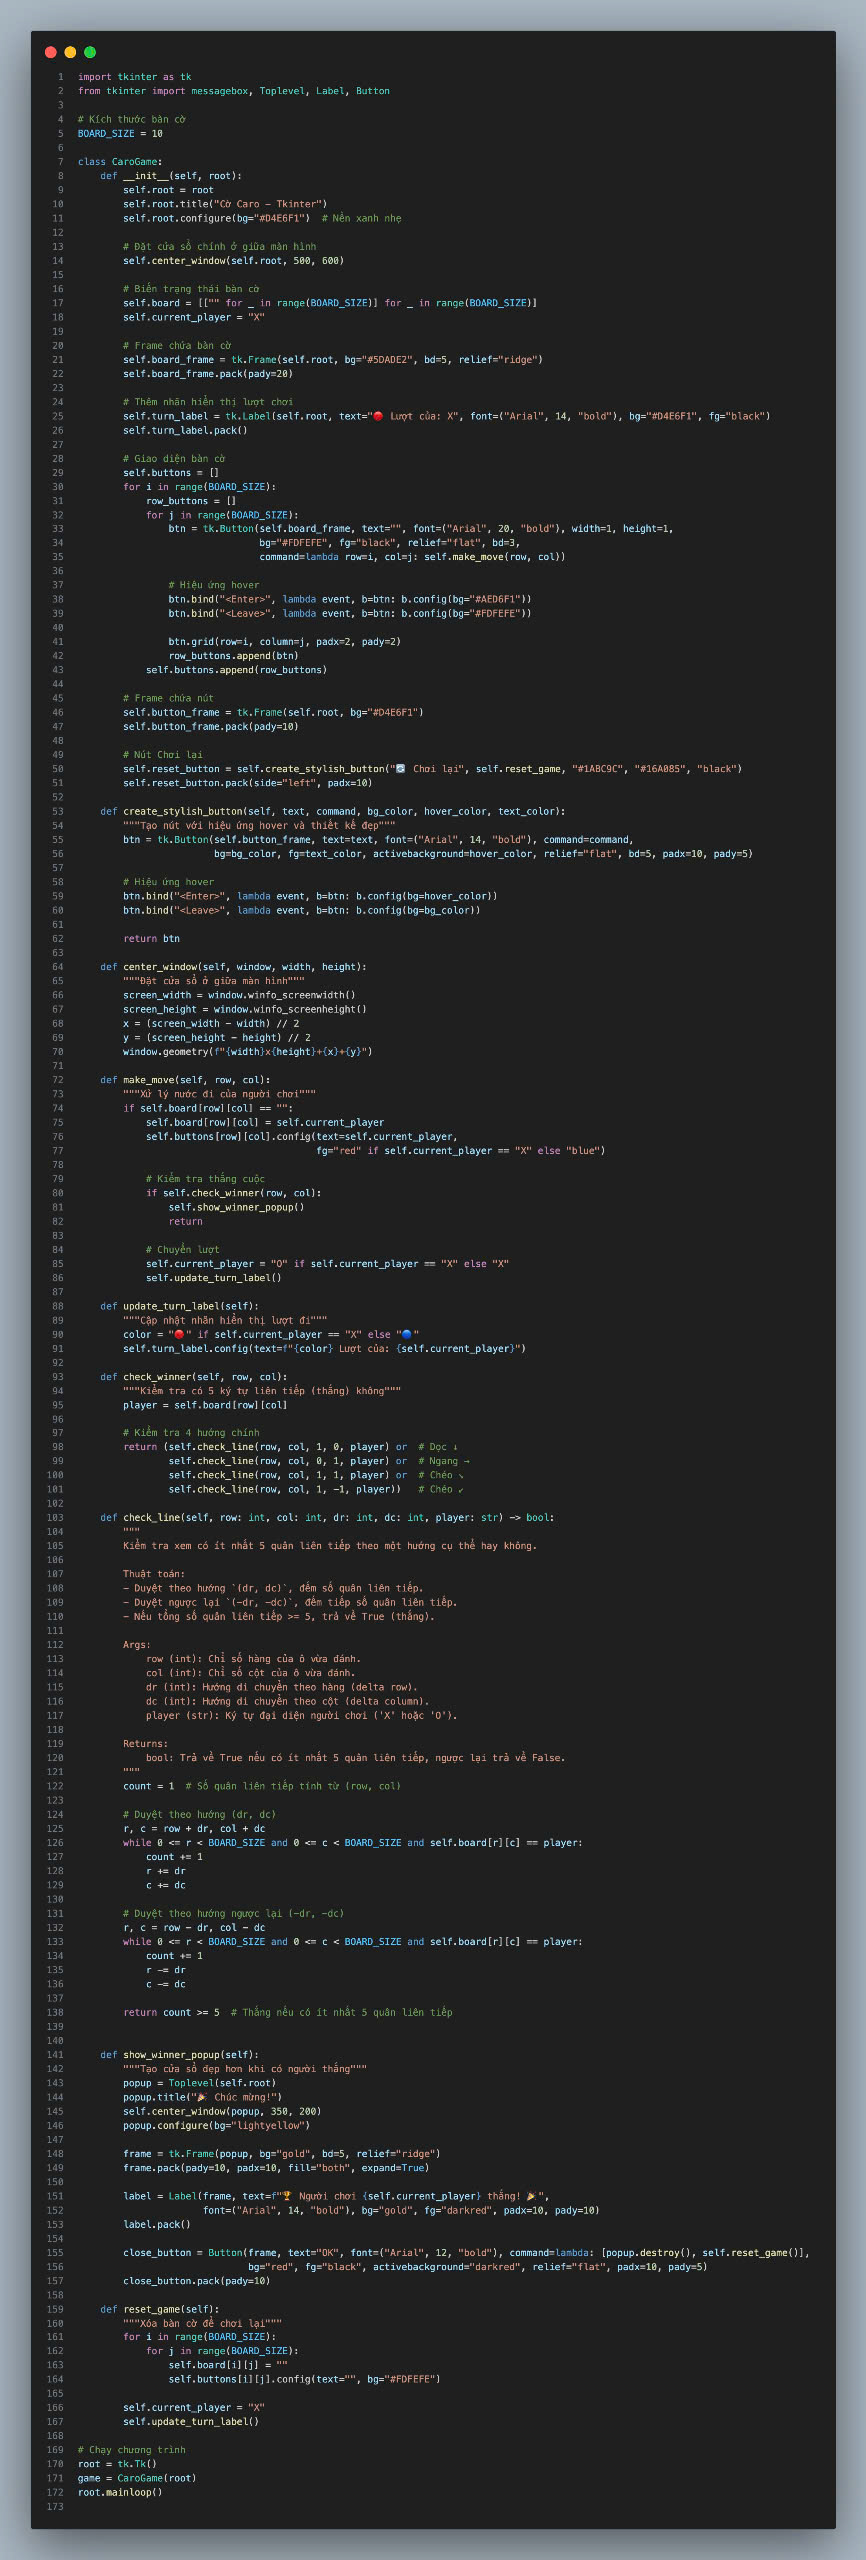 1 import tkinter as tk
2 from tkinter import messagebox, Toplevel, Label, Button
3
4 # Kích thước bàn cờ
5 BOARD_SIZE = 10
6
7 class CaroGame:
8     def __init__(self, root):
9         self.root = root
10         self.root.title("Cờ Caro - Tkinter")
11         self.root.configure(bg="#D4E6F1")  # Nền xanh nhẹ
12
13         # Đặt cửa sổ chính ở giữa màn hình
14         self.center_window(self.root, 500, 600)
15
16         # Biến trạng thái bàn cờ
17         self.board = [["" for _ in range(BOARD_SIZE)] for _ in range(BOARD_SIZE)]
18         self.current_player = "X"
19
20         # Frame chứa bàn cờ
21         self.board_frame = tk.Frame(self.root, bg="#5DADE2", bd=5, relief="ridge")
22         self.board_frame.pack(pady=20)
23
24         # Thêm nhãn hiển thị lượt chơi
25         self.turn_label = tk.Label(self.root, text="🔴 Lượt của: X", font=("Arial", 14, "bold"), bg="#D4E6F1", fg="black")
26         self.turn_label.pack()
27
28         # Giao diện bàn cờ
29         self.buttons = []
30         for i in range(BOARD_SIZE):
31             row_buttons = []
32             for j in range(BOARD_SIZE):
33                 btn = tk.Button(self.board_frame, text="", font=("Arial", 20, "bold"), width=1, height=1,
34                                 bg="#FDFEFE", fg="black", relief="flat", bd=3,
35                                 command=lambda row=i, col=j: self.make_move(row, col))
36
37                 # Hiệu ứng hover
38                 btn.bind("<Enter>", lambda event, b=btn: b.config(bg="#AED6F1"))
39                 btn.bind("<Leave>", lambda event, b=btn: b.config(bg="#FDFEFE"))
40
41                 btn.grid(row=i, column=j, padx=2, pady=2)
42                 row_buttons.append(btn)
43             self.buttons.append(row_buttons)
44
45         # Frame chứa nút
46         self.button_frame = tk.Frame(self.root, bg="#D4E6F1")
47         self.button_frame.pack(pady=10)
48
49         # Nút Chơi lại
50         self.reset_button = self.create_stylish_button("🔄 Chơi lại", self.reset_game, "#1ABC9C", "#16A085", "black")
51         self.reset_button.pack(side="left", padx=10)
52
53     def create_stylish_button(self, text, command, bg_color, hover_color, text_color):
54         """Tạo nút với hiệu ứng hover và thiết kế đẹp"""
55         btn = tk.Button(self.button_frame, text=text, font=("Arial", 14, "bold"), command=command,
56                         bg=bg_color, fg=text_color, activebackground=hover_color, relief="flat", bd=5, padx=10, pady=5)
57
58         # Hiệu ứng hover
59         btn.bind("<Enter>", lambda event, b=btn: b.config(bg=hover_color))
60         btn.bind("<Leave>", lambda event, b=btn: b.config(bg=bg_color))
61
62         return btn
63
64     def center_window(self, window, width, height):
65         """Đặt cửa sổ ở giữa màn hình"""
66         screen_width = window.winfo_screenwidth()
67         screen_height = window.winfo_screenheight()
68         x = (screen_width - width) // 2
69         y = (screen_height - height) // 2
70         window.geometry(f"{width}x{height}+{x}+{y}")
71
72     def make_move(self, row, col):
73         """Xử lý nước đi của người chơi"""
74         if self.board[row][col] == "":
75             self.board[row][col] = self.current_player
76             self.buttons[row][col].config(text=self.current_player,
77                                           fg="red" if self.current_player == "X" else "blue")
78
79             # Kiểm tra thắng cuộc
80             if self.check_winner(row, col):
81                 self.show_winner_popup()
82                 return
83
84             # Chuyển lượt
85             self.current_player = "O" if self.current_player == "X" else "X"
86             self.update_turn_label()
87
88     def update_turn_label(self):
89         """Cập nhật nhãn hiển thị lượt đi"""
90         color = "🔴" if self.current_player == "X" else "🔵"
91         self.turn_label.config(text=f"{color} Lượt của: {self.current_player}")
92
93     def check_winner(self, row, col):
94         """Kiểm tra có 5 ký tự liên tiếp (thắng) không"""
95         player = self.board[row][col]
96
97         # Kiểm tra 4 hướng chính
98         return (self.check_line(row, col, 1, 0, player) or  # Dọc ↓
99                 self.check_line(row, col, 0, 1, player) or  # Ngang →
100                 self.check_line(row, col, 1, 1, player) or  # Chéo ↘
101                 self.check_line(row, col, 1, -1, player))   # Chéo ↙
102
103     def check_line(self, row: int, col: int, dr: int, dc: int, player: str) -> bool:
104         """
105         Kiểm tra xem có ít nhất 5 quân liên tiếp theo một hướng cụ thể hay không.
106
107         Thuật toán:
108         - Duyệt theo hướng `(dr, dc)`, đếm số quân liên tiếp.
109         - Duyệt ngược lại `(-dr, -dc)`, đếm tiếp số quân liên tiếp.
110         - Nếu tổng số quân liên tiếp >= 5, trả về True (thắng).
111
112         Args:
113             row (int): Chỉ số hàng của ô vừa đánh.
114             col (int): Chỉ số cột của ô vừa đánh.
115             dr (int): Hướng di chuyển theo hàng (delta row).
116             dc (int): Hướng di chuyển theo cột (delta column).
117             player (str): Ký tự đại diện người chơi ('X' hoặc 'O').
118
119         Returns:
120             bool: Trả về True nếu có ít nhất 5 quân liên tiếp, ngược lại trả về False.
121         """
122         count = 1  # Số quân liên tiếp tính từ (row, col)
123
124         # Duyệt theo hướng (dr, dc)
125         r, c = row + dr, col + dc
126         while 0 <= r < BOARD_SIZE and 0 <= c < BOARD_SIZE and self.board[r][c] == player:
127             count += 1
128             r += dr
129             c += dc
130
131         # Duyệt theo hướng ngược lại (-dr, -dc)
132         r, c = row - dr, col - dc
133         while 0 <= r < BOARD_SIZE and 0 <= c < BOARD_SIZE and self.board[r][c] == player:
134             count += 1
135             r -= dr
136             c -= dc
137
138         return count >= 5  # Thắng nếu có ít nhất 5 quân liên tiếp
139
140
141     def show_winner_popup(self):
142         """Tạo cửa sổ đẹp hơn khi có người thắng"""
143         popup = Toplevel(self.root)
144         popup.title("🎉 Chúc mừng!")
145         self.center_window(popup, 350, 200)
146         popup.configure(bg="lightyellow")
147
148         frame = tk.Frame(popup, bg="gold", bd=5, relief="ridge")
149         frame.pack(pady=10, padx=10, fill="both", expand=True)
150
151         label = Label(frame, text=f"🏆 Người chơi {self.current_player} thắng! 🎉",
152                       font=("Arial", 14, "bold"), bg="gold", fg="darkred", padx=10, pady=10)
153         label.pack()
154
155         close_button = Button(frame, text="OK", font=("Arial", 12, "bold"), command=lambda: [popup.destroy(), self.reset_game()],
156                               bg="red", fg="black", activebackground="darkred", relief="flat", padx=10, pady=5)
157         close_button.pack(pady=10)
158
159     def reset_game(self):
160         """Xóa bàn cờ để chơi lại"""
161         for i in range(BOARD_SIZE):
162             for j in range(BOARD_SIZE):
163                 self.board[i][j] = ""
164                 self.buttons[i][j].config(text="", bg="#FDFEFE")
165
166         self.current_player = "X"
167         self.update_turn_label()
168
169 # Chạy chương trình
170 root = tk.Tk()
171 game = CaroGame(root)
172 root.mainloop()
173